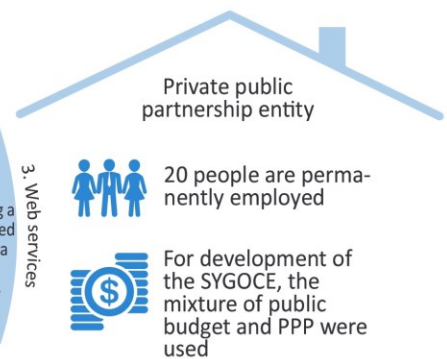 Private public
partnership entity
3. Web services
20 people are perma-
nently employed
g a
ed
a
For development of
the SYGOCE, the
mixture of public
budget and PPP were
used
$